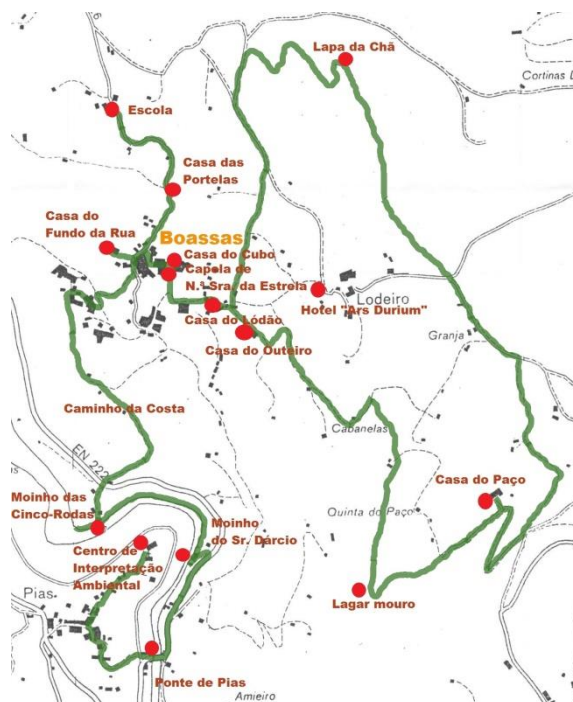 Lapa da Chã
Cortinas
Escola
Casa das
Portelas
Casa do
Fundo da Rua
Boassas
Casa do Cubo
Capela de
N.ª Sra. da Estrela
Lodeiro
Hotel "Ars Durium"
Casa do Lódão
Casa do Outeiro
Granja
Caminho da Costa
Cabanelas
EN 222
Casa do Paço
Moinho das
Cinco-Rodas
Quinta do Paço
Moinho
do Sr. Dárcio
Centro de
Interpretação
Ambiental
Pias
Lagar mouro
Ponte de Pias
Amieiro